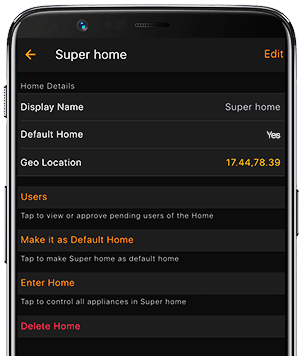 Super home Edit
Home Details
Display Name Super home
Default Home Yes
Geo Location 17.44,78.39
Users
Tap to view or approve pending users of the Home
Make it as Default Home
Tap to make Super home as default home
Enter Home
Tap to control all appliances in Super home
Delete Home